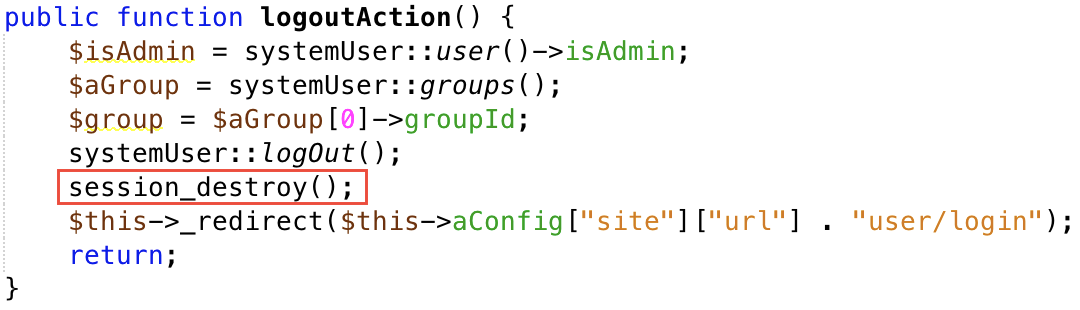 public function logoutAction() {
$isAdmin = systemUser::user()->isAdmin;
$aGroup = systemUser::groups();
$group = $aGroup[0]->groupId;
systemUser::logOut();
session_destroy();
$this->_redirect($this->aConfig["site"]["url"] . "user/login");
return;
}